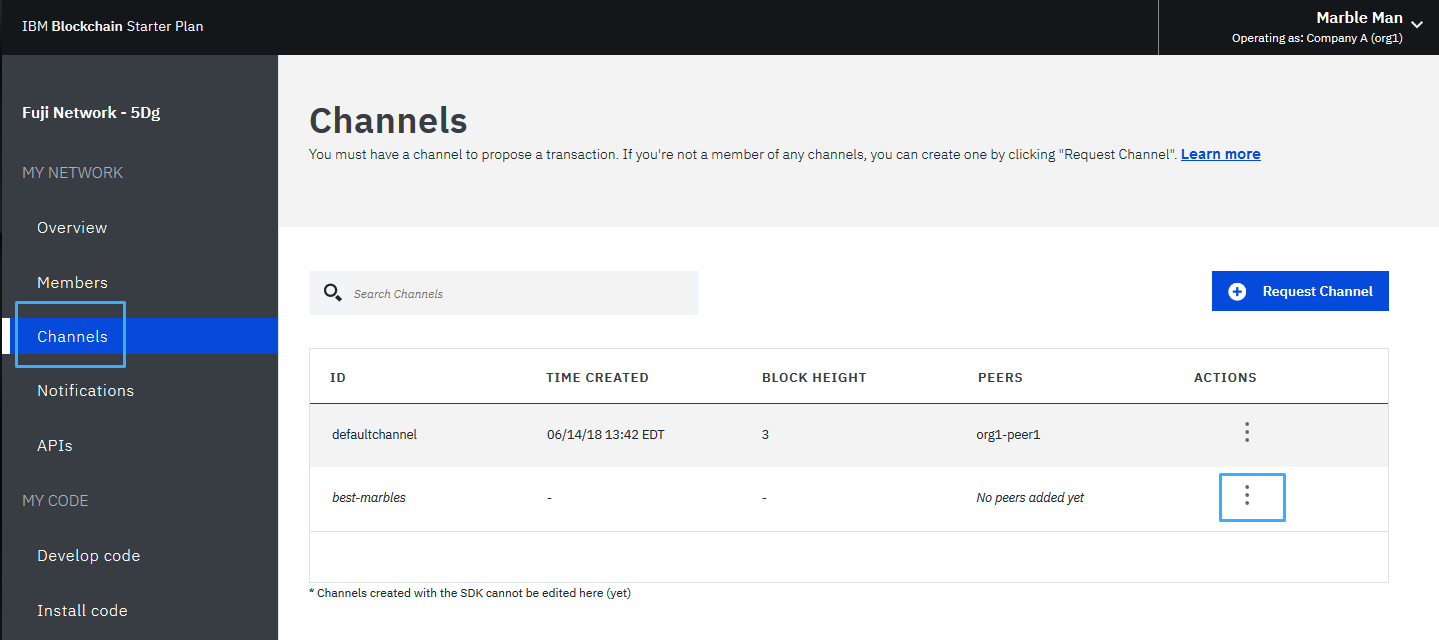 IBM Blockchain Starter Plan
Marble Man
Operating as: Company A (org1)
Fuji Network - 5Dg
MY NETWORK
Overview
Members
Channels
Notifications
APIs
MY CODE
Develop code
Install code
Channels
You must have a channel to propose a transaction. If you're not a member of any channels, you can create one by clicking "Request Channel". Learn more
Search Channels
Request Channel
ID TIME CREATED BLOCK HEIGHT PEERS ACTIONS
defaultchannel 06/14/18 13:42 EDT 3 org1-peer1
best-marbles - - No peers added yet
* Channels created with the SDK cannot be edited here (yet)